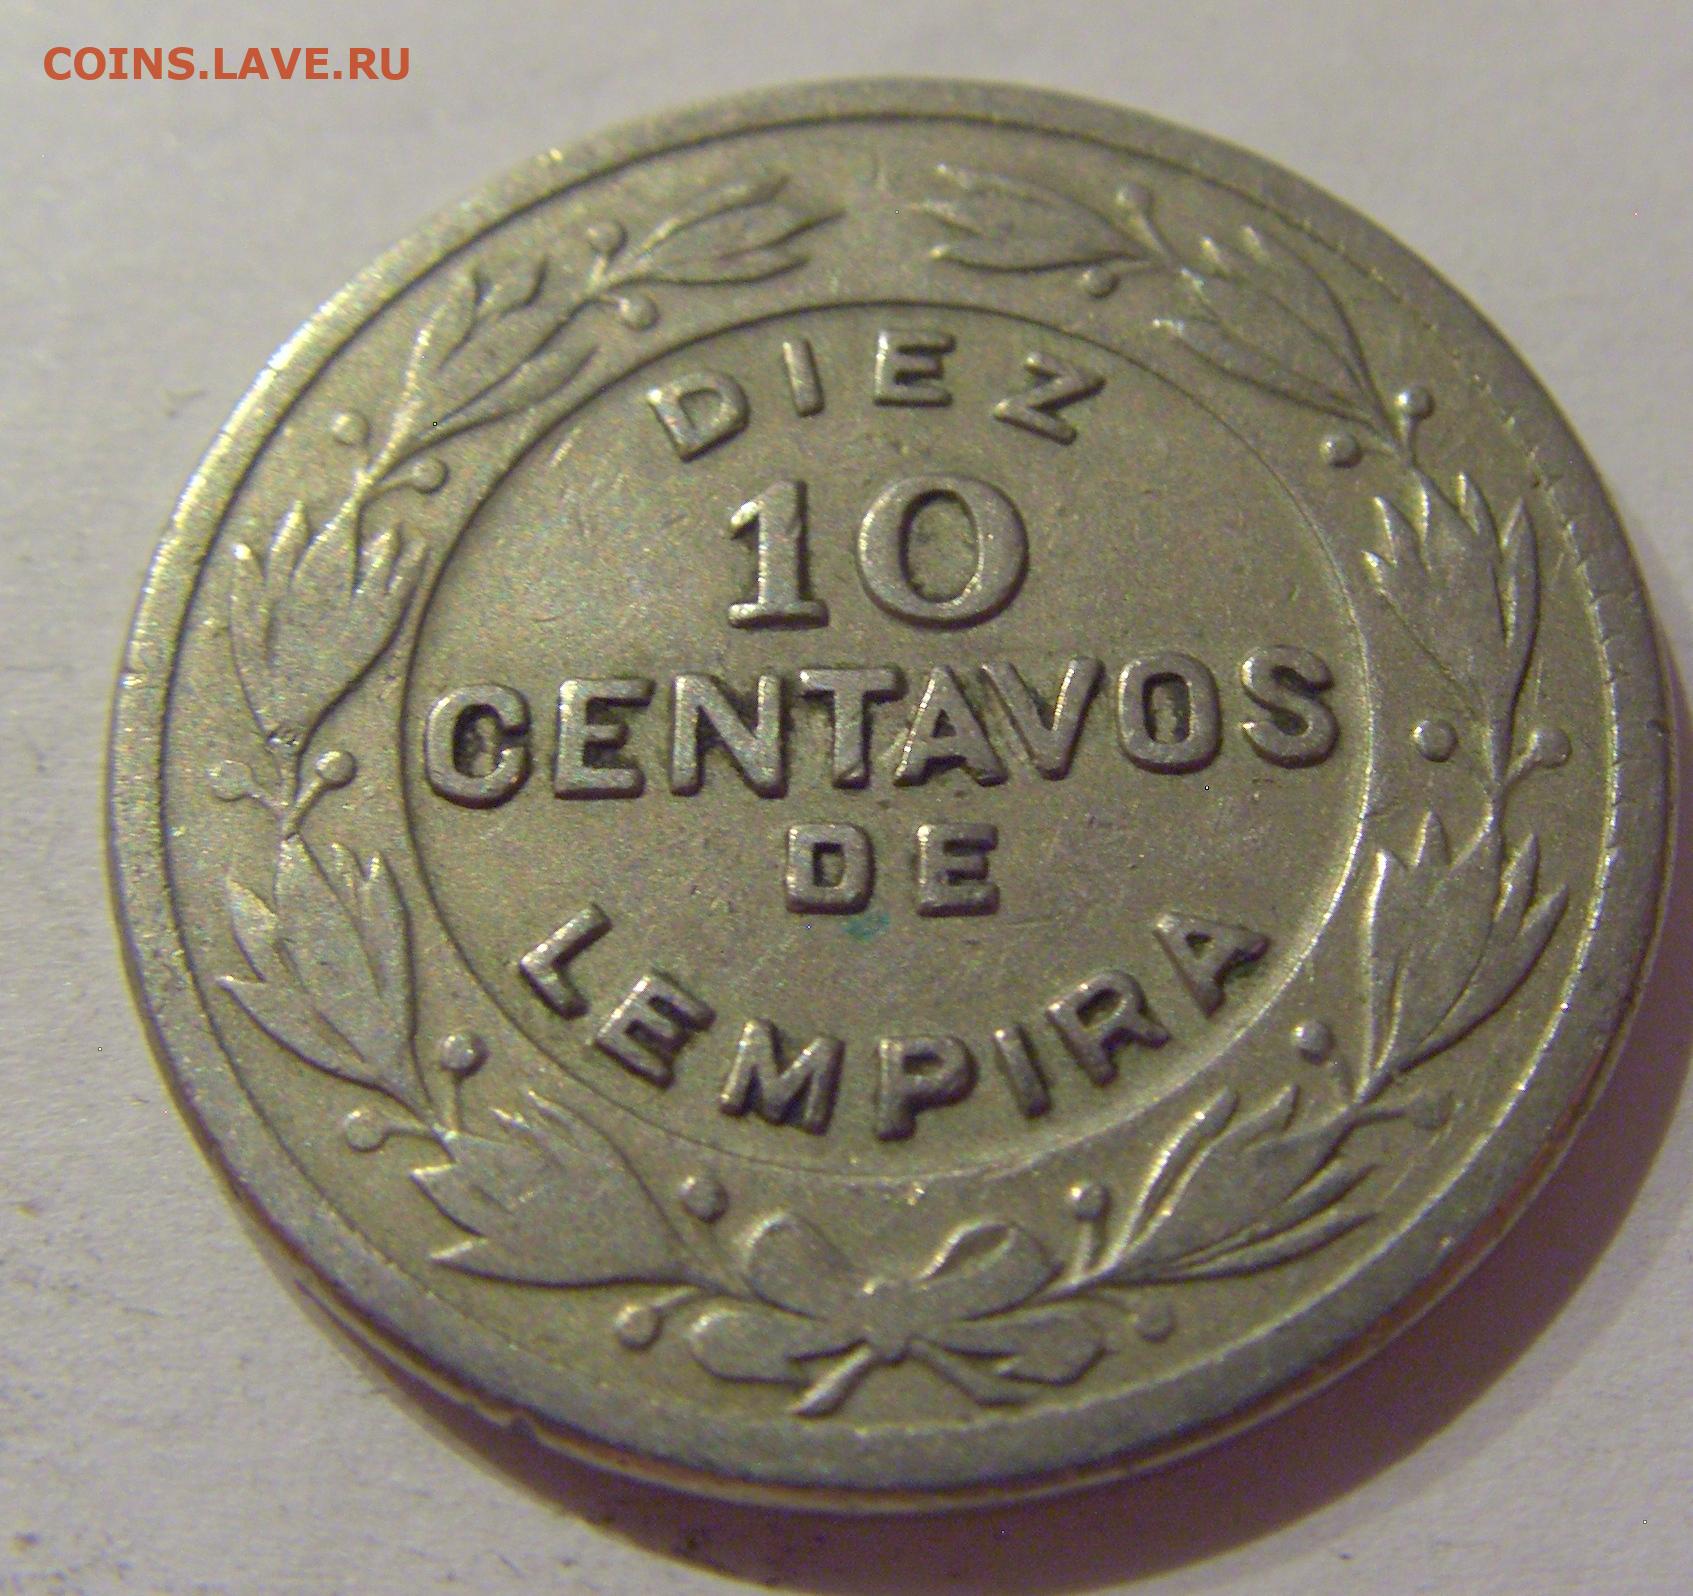 COINS.LAVE.RU
DIEZ
10
CENTAVOS
DE
LEMPIRA